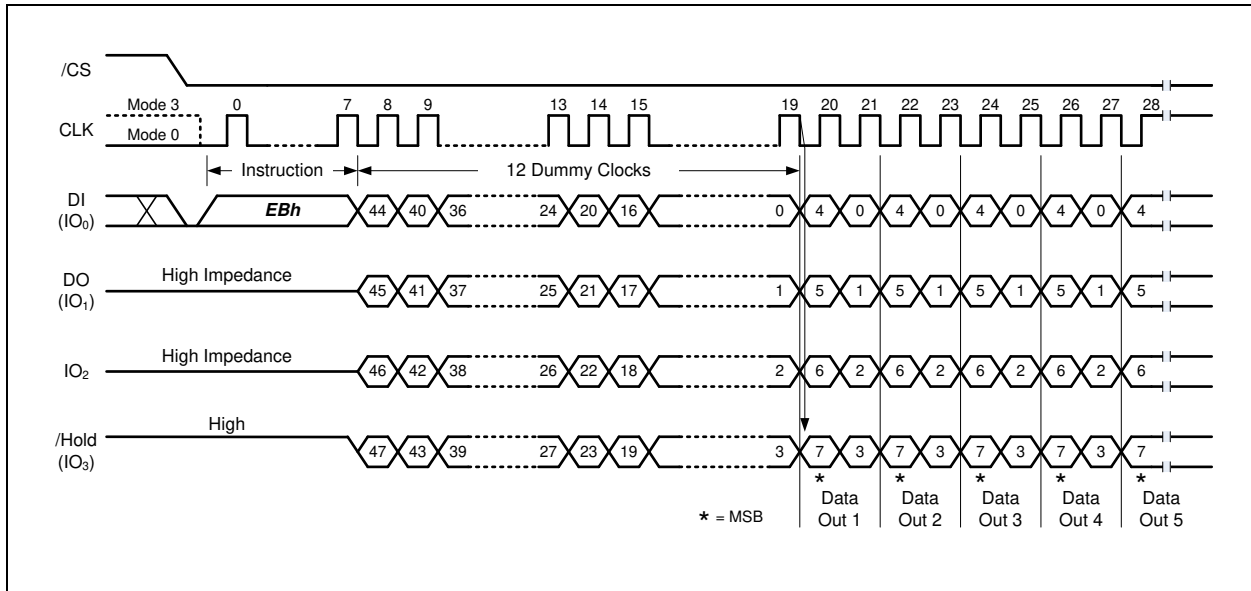 /CS
Mode 3 0 7 8 9 13 14 15 19 20 21 22 23 24 25 26 27 28
CLK
Mode 0
Instruction 12 Dummy Clocks
DI
(IO0)
EBh 44 40 36 24 20 16 0 4 0 4 0 4 0 4 0 4
DO
(IO1)
High Impedance 45 41 37 25 21 17 1 5 1 5 1 5 1 5 1 5
IO2
High Impedance 46 42 38 26 22 18 2 6 2 6 2 6 2 6 2 6
/Hold
(IO3)
High 47 43 39 27 23 19 3 7 3 7 3 7 3 7 3 7
* * * * *
* = MSB
Data
Out 1
Data
Out 2
Data
Out 3
Data
Out 4
Data
Out 5